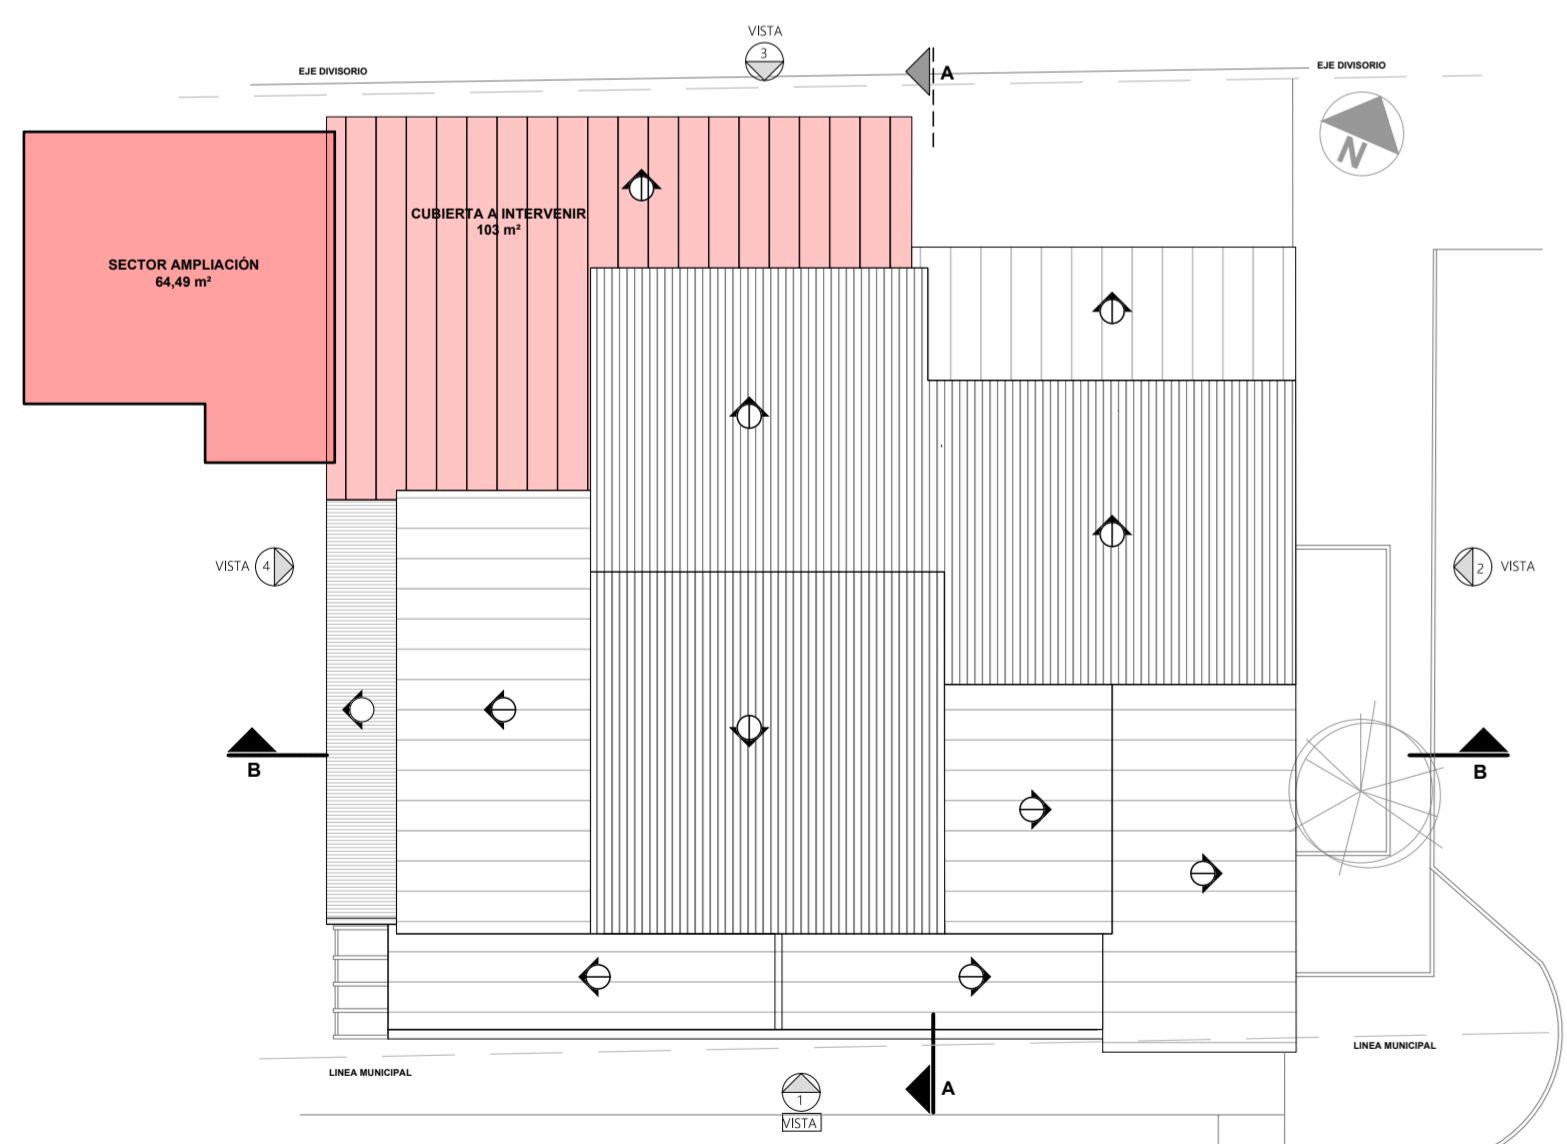 VISTA
3
EJE DIVISORIO
A
EJE DIVISORIO
N
CUBIERTA A INTERVENIR
103 m²
SECTOR AMPLIACIÓN
64,49 m²
VISTA 4
2 VISTA
B
B
LINEA MUNICIPAL
LINEA MUNICIPAL
A
1
VISTA